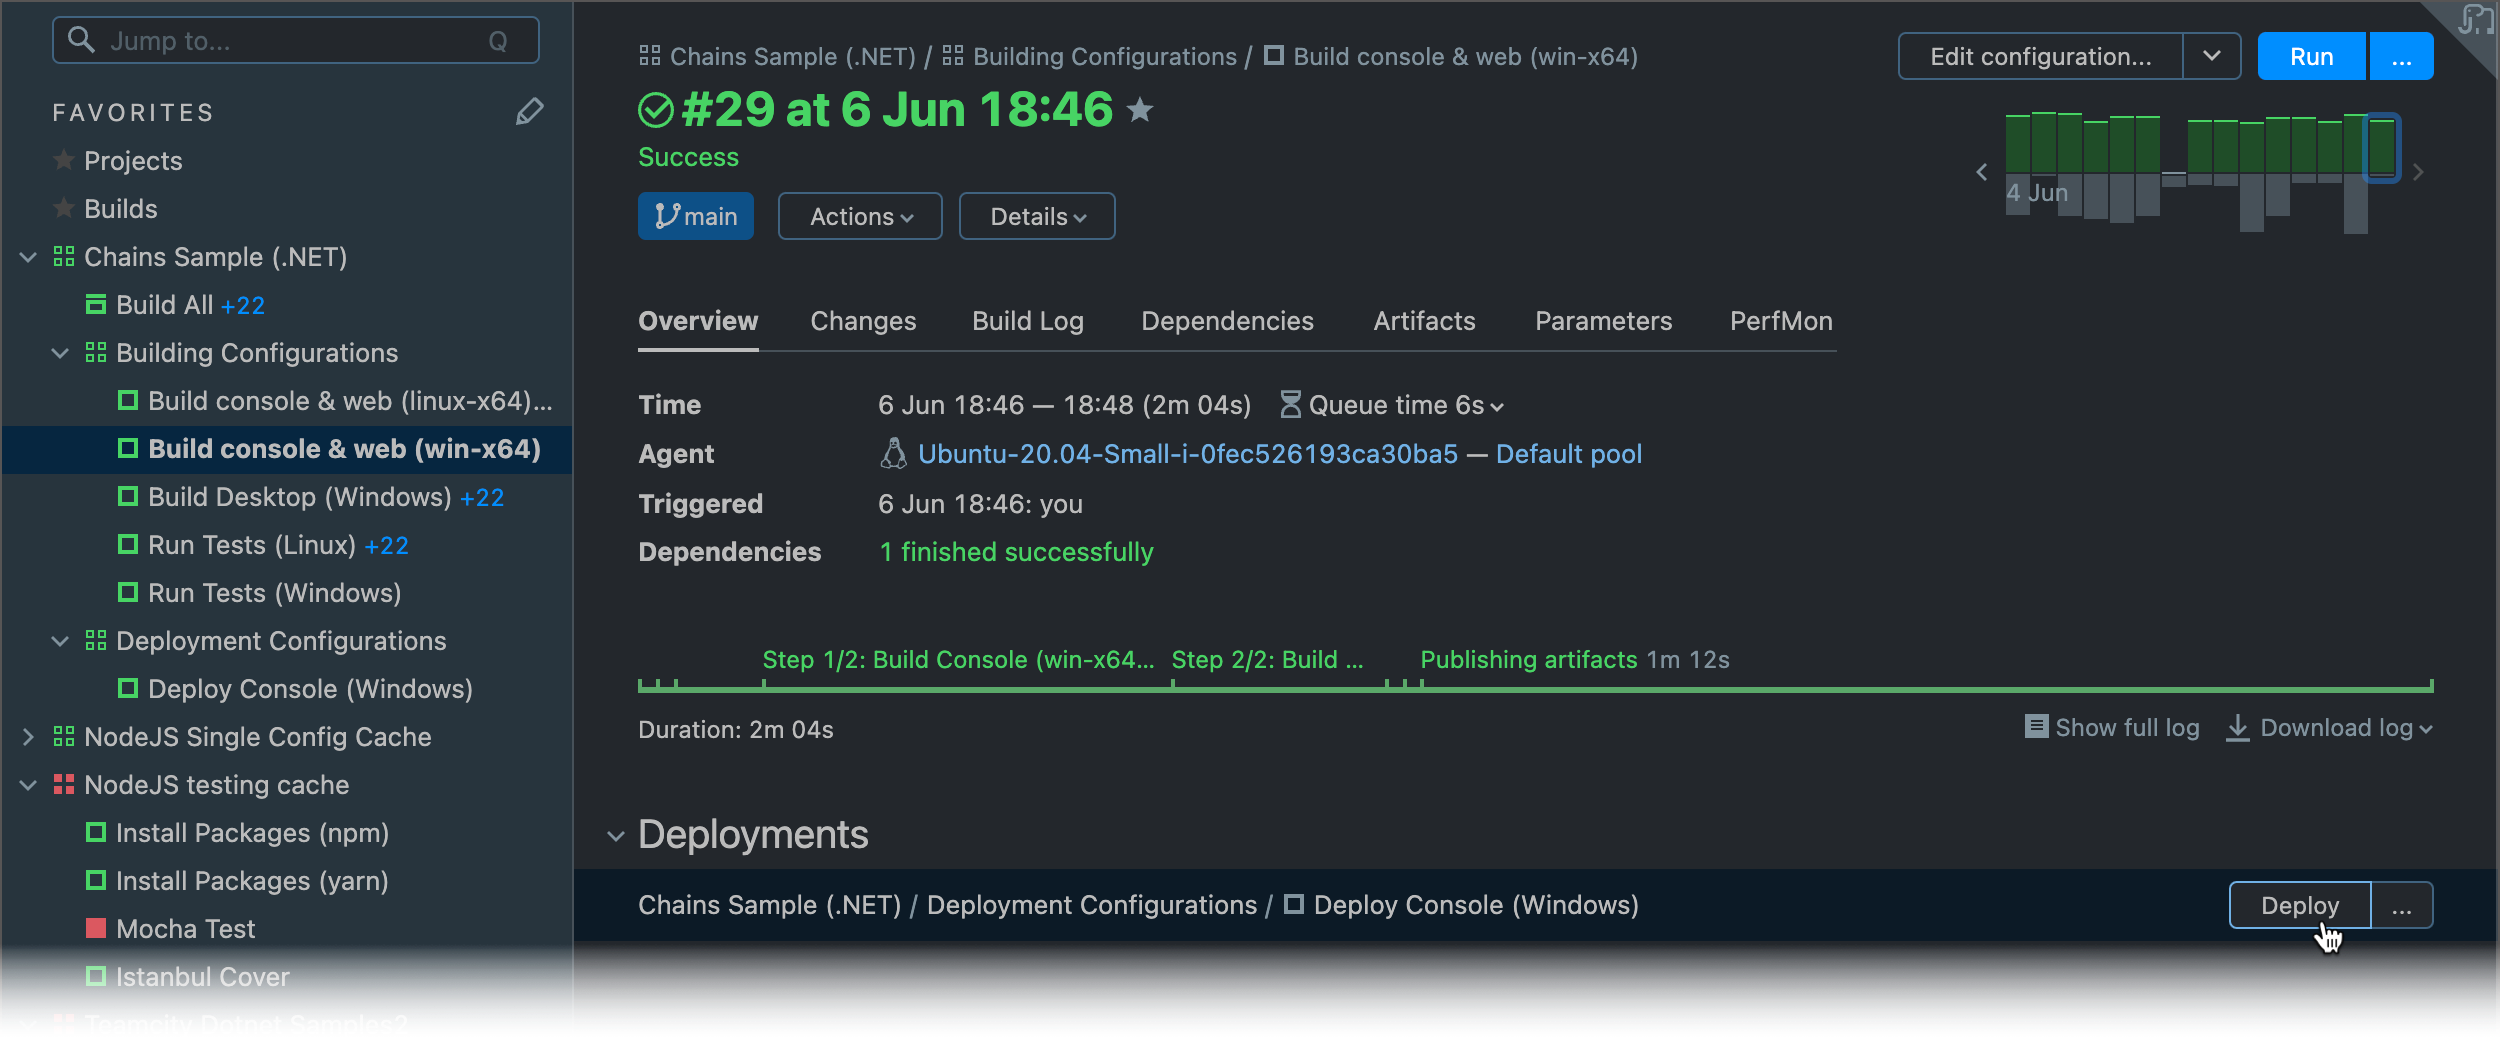 Jump to... Q
FAVORITES
Projects
Builds
Chains Sample (.NET)
Build All +22
Building Configurations
Build console & web (linux-x64)...
Build console & web (win-x64)
Build Desktop (Windows) +22
Run Tests (Linux) +22
Run Tests (Windows)
Deployment Configurations
Deploy Console (Windows)
NodeJS Single Config Cache
NodeJS testing cache
Install Packages (npm)
Install Packages (yarn)
Mocha Test
Istanbul Cover
Teamcity Dotnet Samples2
Chains Sample (.NET) / Building Configurations / Build console & web (win-x64)
Edit configuration...
Run ...
#29 at 6 Jun 18:46
Success
4 Jun
main Actions Details
Overview Changes Build Log Dependencies Artifacts Parameters PerfMon
Time 6 Jun 18:46 — 18:48 (2m 04s) Queue time 6s
Agent Ubuntu-20.04-Small-i-0fec526193ca30ba5 — Default pool
Triggered 6 Jun 18:46: you
Dependencies 1 finished successfully
Step 1/2: Build Console (win-x64... Step 2/2: Build ... Publishing artifacts 1m 12s
Duration: 2m 04s
Show full log Download log
Deployments
Chains Sample (.NET) / Deployment Configurations / Deploy Console (Windows)
Deploy ...